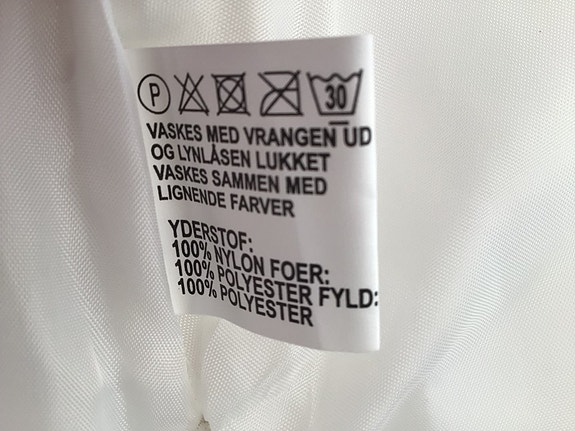 P 30
VASKES MED VRANGEN UD
OG LYNLÅSEN LUKKET
VASKES SAMMEN MED
LIGNENDE FARVER
YDERSTOF:
100% NYLON FOER:
100% POLYESTER FYLD:
100% POLYESTER